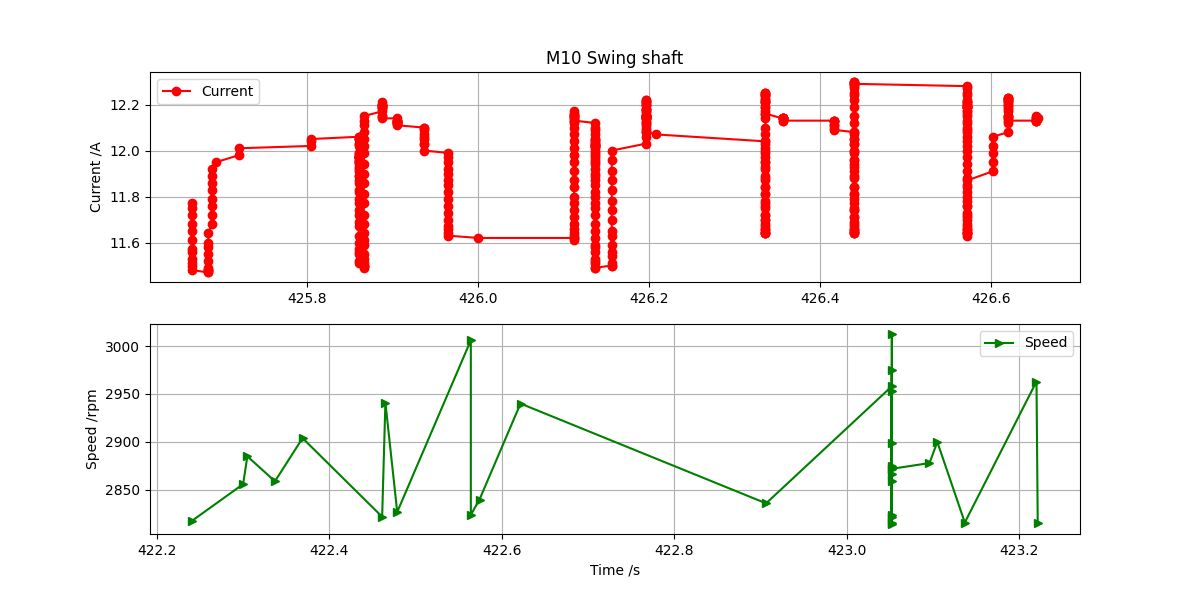 M10 Swing shaft
Current
12.2
12.0
11.8
11.6
Current /A
425.8 426.0 426.2 426.4 426.6
Speed
3000
2950
2900
2850
Speed /rpm
422.2 422.4 422.6 422.8 423.0 423.2
Time /s